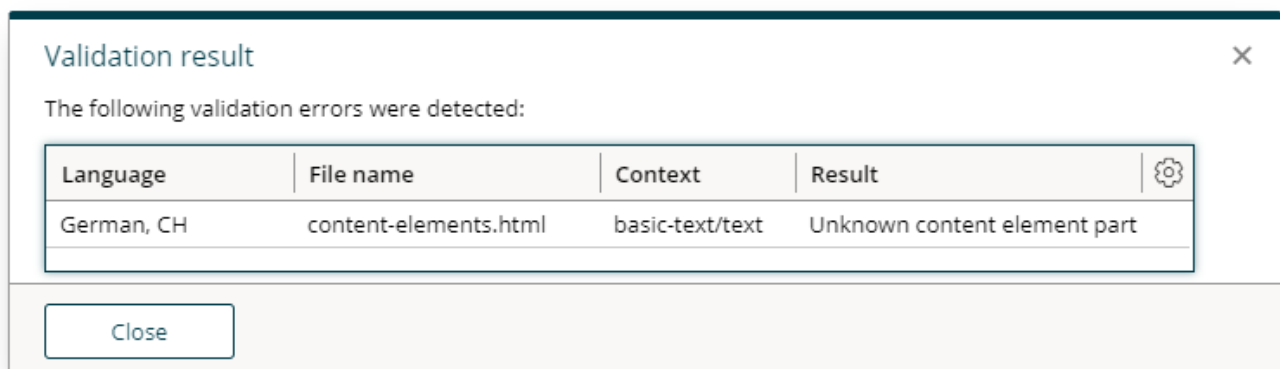 Validation result
The following validation errors were detected:
Language File name Context Result
German, CH content-elements.html basic-text/text Unknown content element part
Close